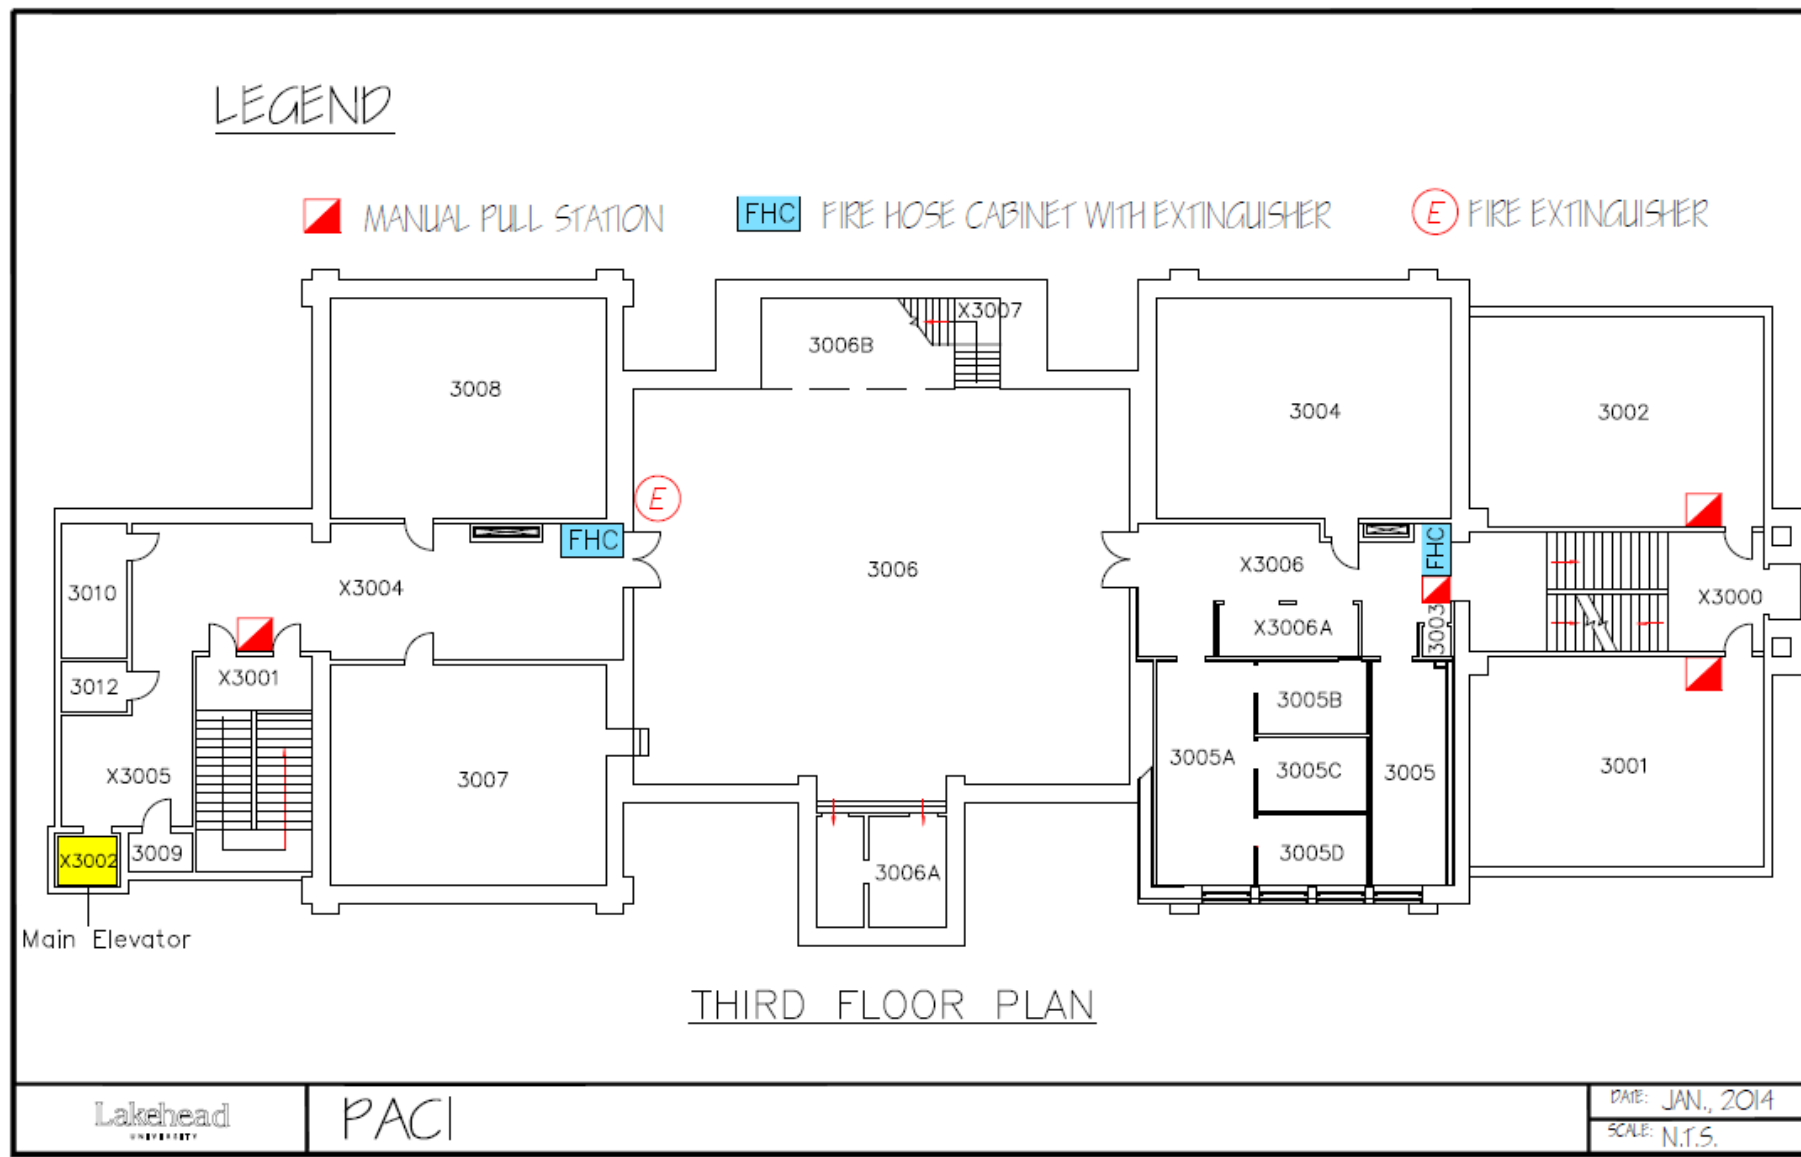 LEGEND
MANUAL PULL STATION
FHC FIRE HOSE CABINET WITH EXTINGUISHER
E FIRE EXTINGUISHER
X3007
3006B
3008
3004
3002
E
FHC
FHC
3006
X3006
X3004
3010
X3000
X3006A
3003
X3001
3012
3005B
3005A
3005C
3005
3001
X3005
3007
3005D
X3002
3009
3006A
Main Elevator
THIRD FLOOR PLAN
Lakehead
UNIVERSITY
PACI
DATE: JAN., 2014
SCALE: N.T.S.